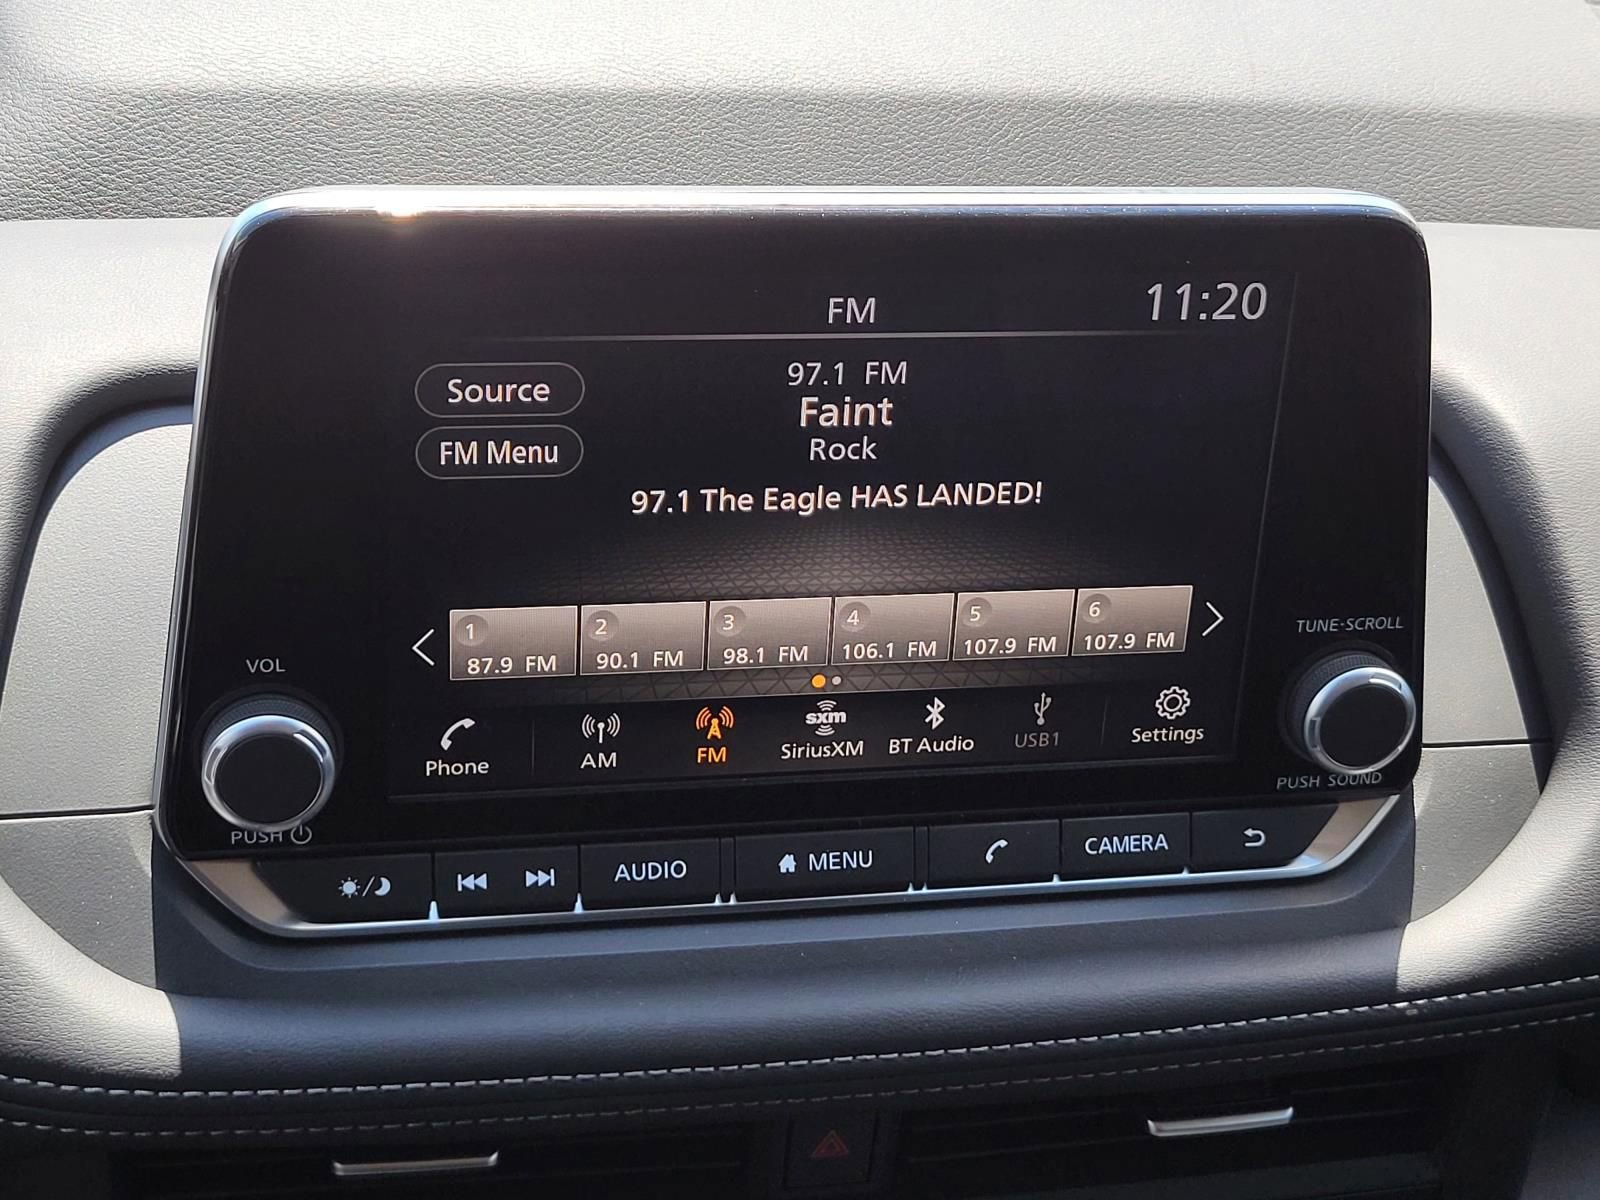 FM
11:20
Source
97.1 FM
Faint
FM Menu
Rock
97.1 The Eagle HAS LANDED!
1
87.9 FM
2
90.1 FM
3
98.1 FM
4
106.1 FM
5
107.9 FM
6
107.9 FM
VOL
TUNE·SCROLL
Phone
AM
FM
sxm
SiriusXM
BT Audio
USB1
Settings
PUSH
PUSH SOUND
AUDIO
MENU
CAMERA